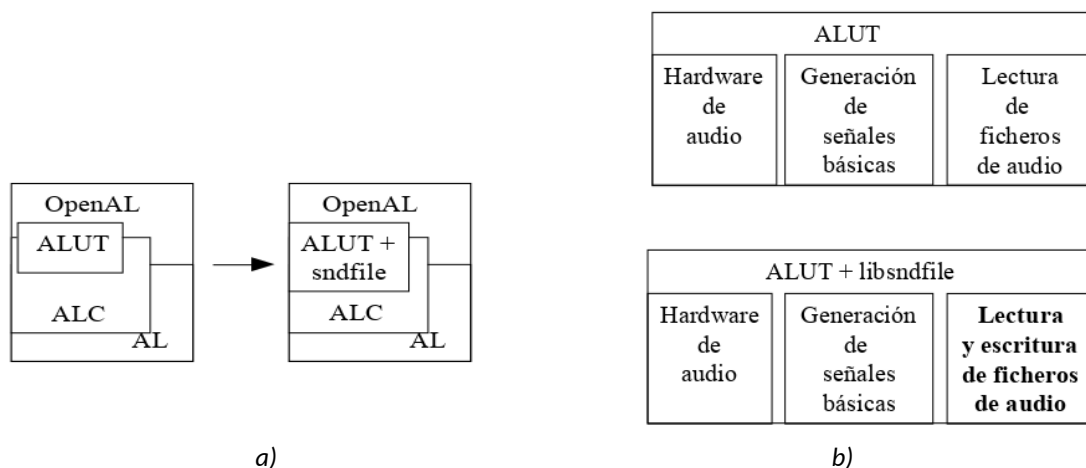 OpenAL
ALUT
ALC
AL
OpenAL
ALUT +
sndfile
ALC
AL
a)
ALUT
Hardware
de
audio
Generación
de
señales
básicas
Lectura
de
ficheros
de audio
ALUT + libsndfile
Hardware
de
audio
Generación
de
señales
básicas
Lectura
y escritura
de ficheros
de audio
b)